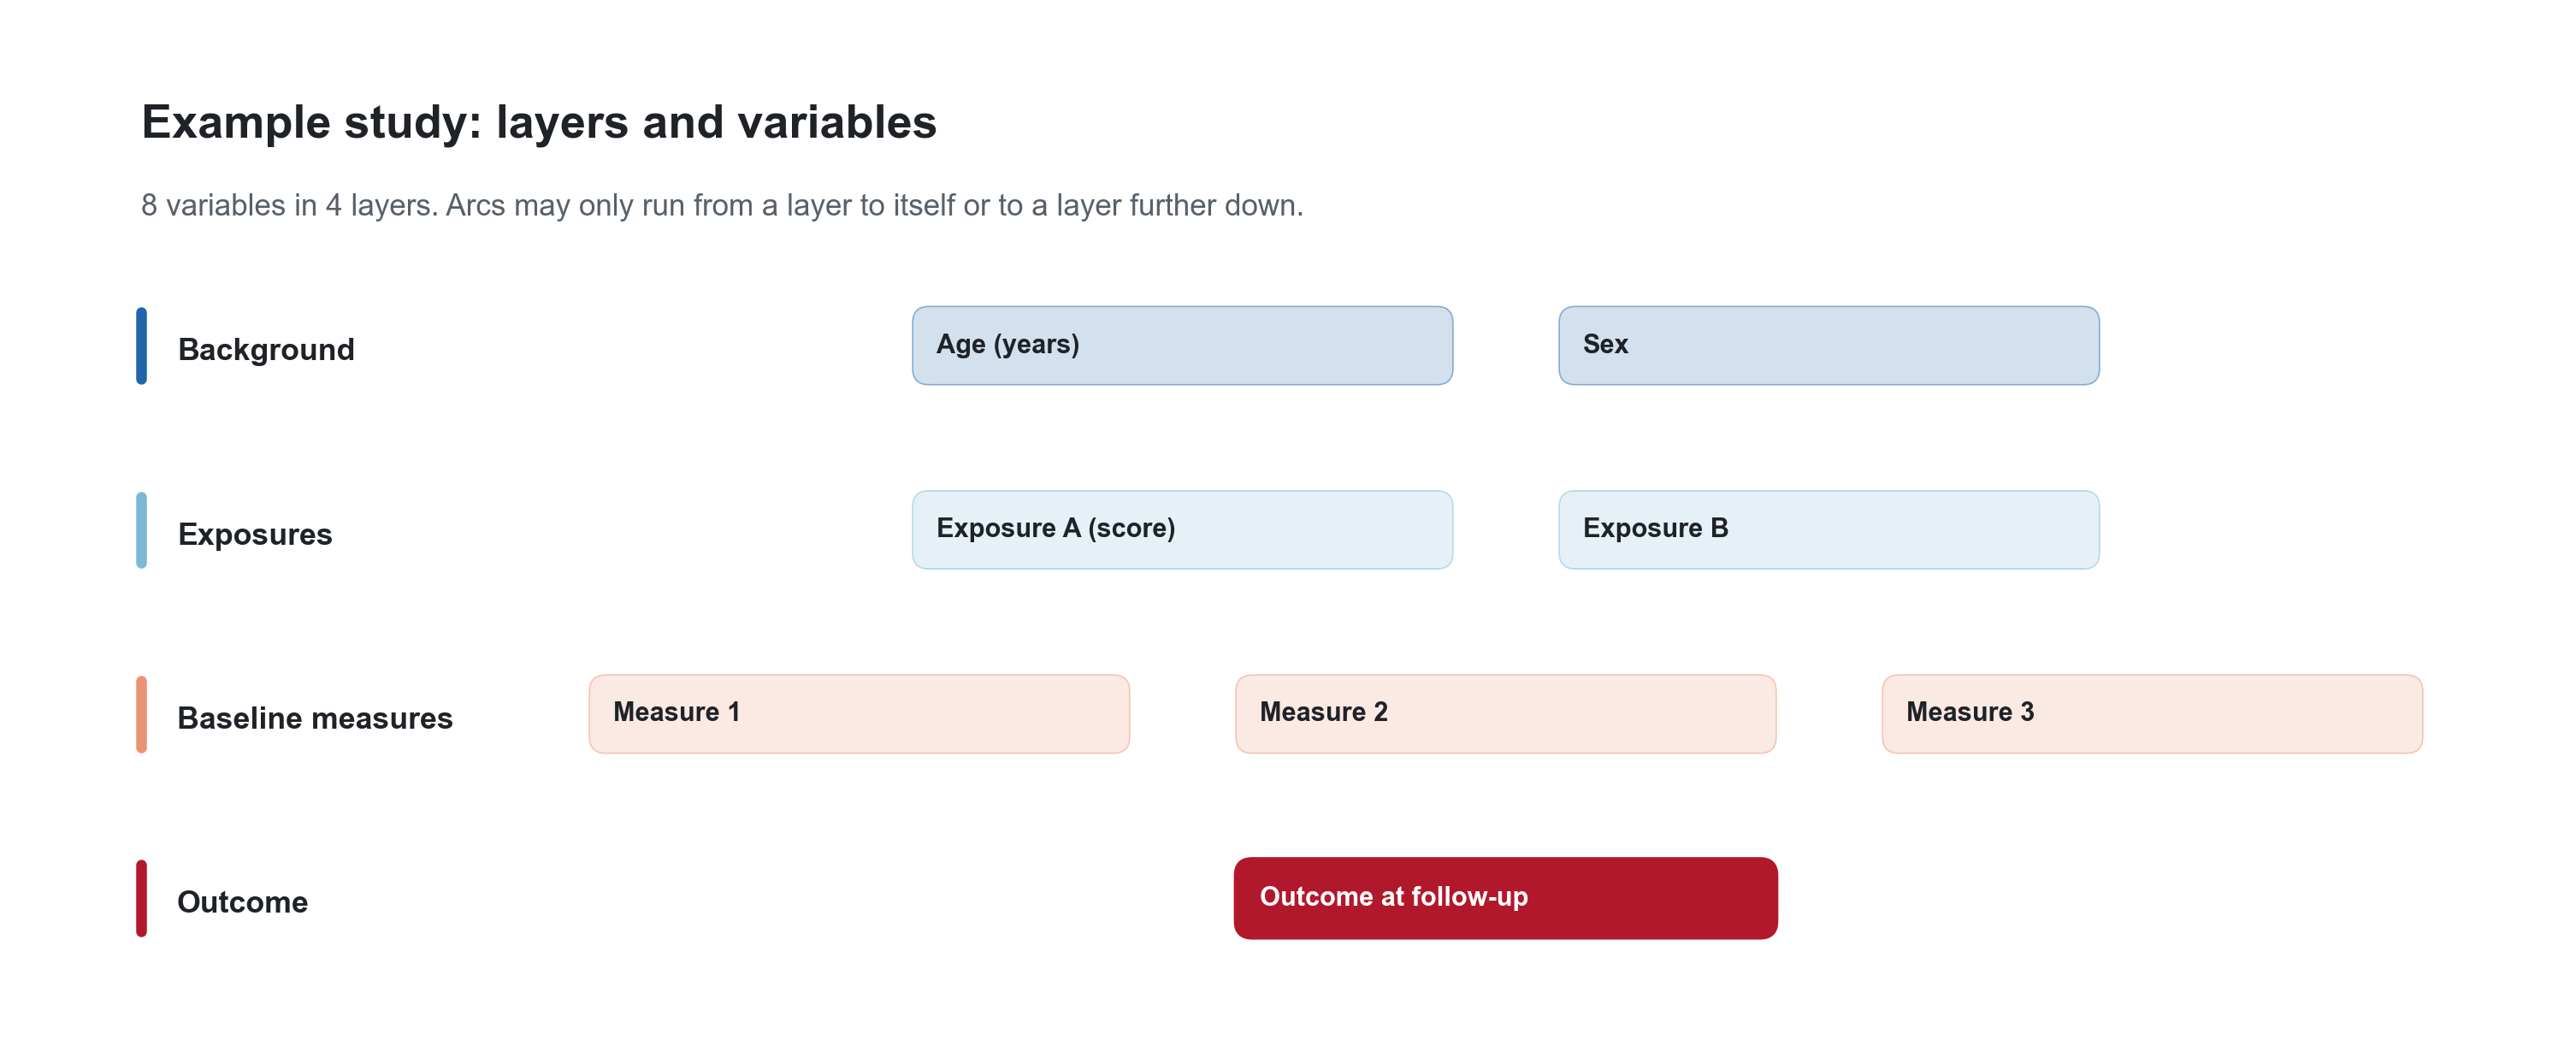 Example study: layers and variables
8 variables in 4 layers. Arcs may only run from a layer to itself or to a layer further down.
Background
Age (years)
Sex
Exposures
Exposure A (score)
Exposure B
Baseline measures
Measure 1
Measure 2
Measure 3
Outcome
Outcome at follow-up